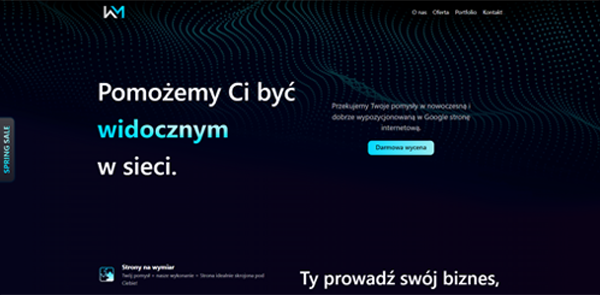 WM
O nas Oferta Portfolio Kontakt
Pomożemy Ci być
widocznym
w sieci.
Przekujemy Twoje pomysły w nowoczesną i
dobrze wypozycjonowaną w Google stronę
internetową.
Darmowa wycena
SPRING SALE
Strony na wymiar
Twój pomysł + nasze wykonanie = Strona idealnie skrojona pod
Ciebie!
Ty prowadź swój biznes,